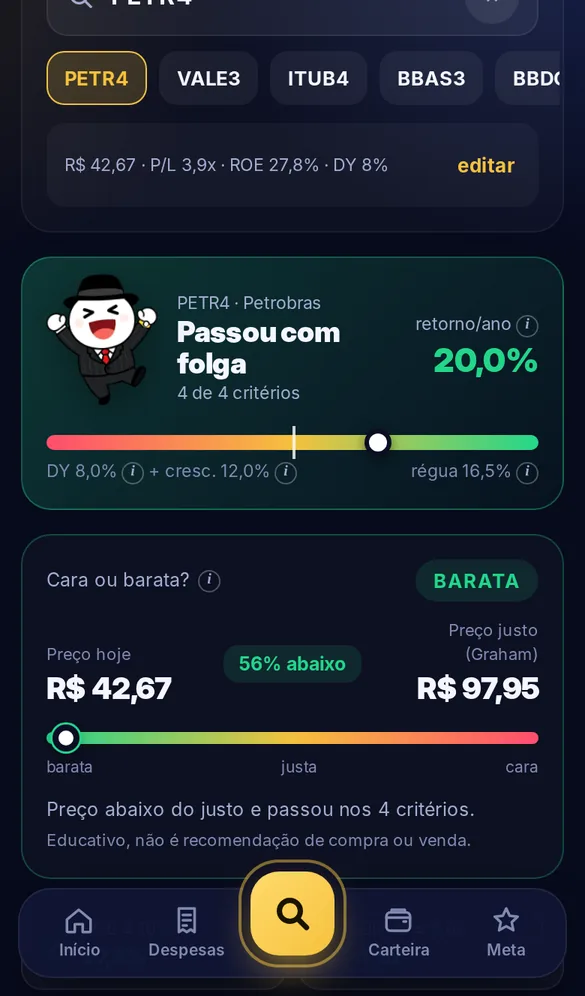 PETR4
PETR4 VALE3 ITUB4 BBAS3 BBD
R$ 42,67 · P/L 3,9x · ROE 27,8% · DY 8% editar
PETR4 · Petrobras
Passou com
folga
4 de 4 critérios
retorno/ano i
20,0%
DY 8,0% i + cresc. 12,0% i régua 16,5% i
Cara ou barata? i BARATA
Preço hoje
R$ 42,67
56% abaixo
Preço justo
(Graham)
R$ 97,95
barata justa cara
Preço abaixo do justo e passou nos 4 critérios.
Educativo, não é recomendação de compra ou venda.
Início Despesas Carteira Meta